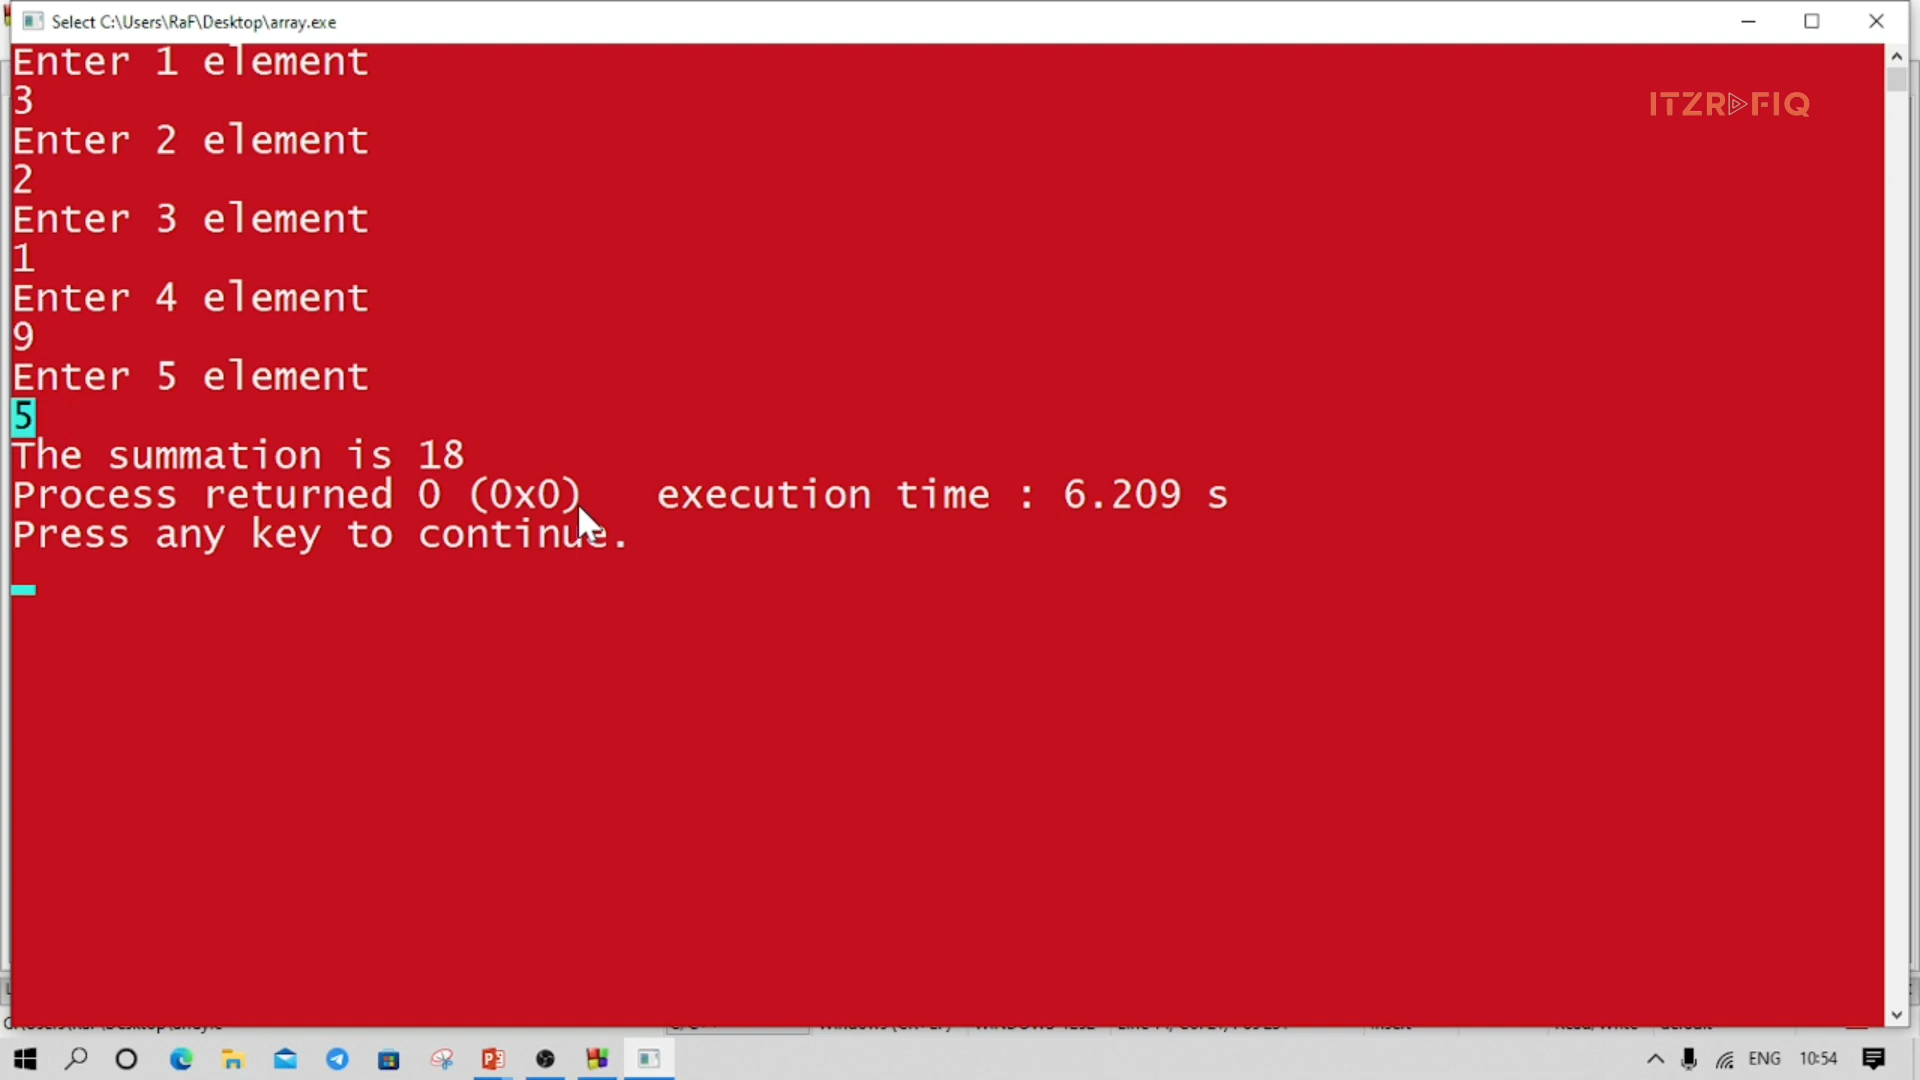 Select C:\Users\RaF\Desktop\array.exe
Enter 1 element
3
Enter 2 element
2
Enter 3 element
1
Enter 4 element
9
Enter 5 element
5
The summation is 18
Process returned 0 (0x0)   execution time : 6.209 s
Press any key to continue.
ITZR FIQ
ENG 10:54